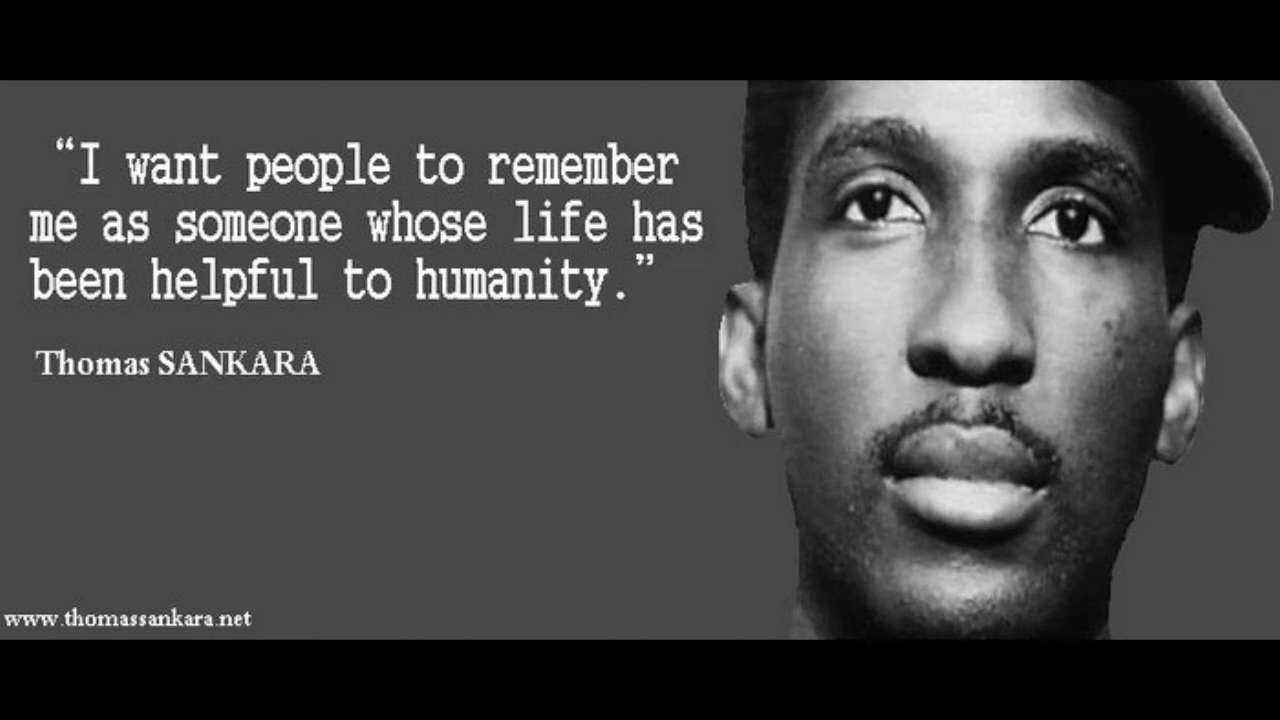 “I want people to remember
me as someone whose life has
been helpful to humanity.”
Thomas SANKARA
www.thomassankara.net